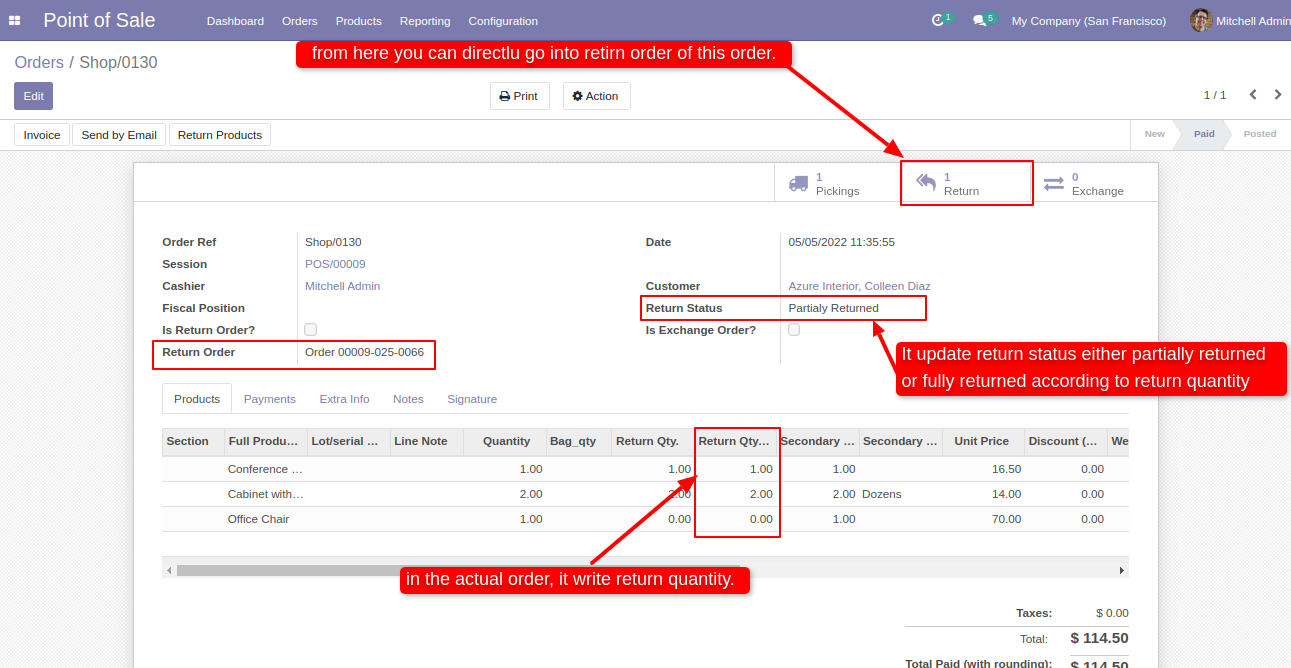 Point of Sale Dashboard Orders Products Reporting Configuration 1 5 My Company (San Francisco) Mitchell Admin
from here you can directlu go into retirn order of this order.
Orders / Shop/0130
Edit Print Action 1 / 1
Invoice Send by Email Return Products New Paid Posted
1 Pickings
1 Return
0 Exchange
Order Ref Shop/0130 Date 05/05/2022 11:35:55
Session POS/00009
Cashier Mitchell Admin Customer Azure Interior, Colleen Diaz
Fiscal Position Return Status Partialy Returned
Is Return Order? Is Exchange Order?
Return Order Order 00009-025-0066
It update return status either partially returned
or fully returned according to return quantity
Products Payments Extra Info Notes Signature
Section Full Produ… Lot/serial … Line Note Quantity Bag_qty Return Qty. Return Qty… Secondary … Secondary … Unit Price Discount (… We
Conference … 1.00 1.00 1.00 1.00 16.50 0.00
Cabinet with… 2.00 2.00 2.00 2.00 Dozens 14.00 0.00
Office Chair 1.00 0.00 0.00 1.00 70.00 0.00
in the actual order, it write return quantity.
Taxes: $ 0.00
Total: $ 114.50
Total Paid (with rounding): $ 114.50